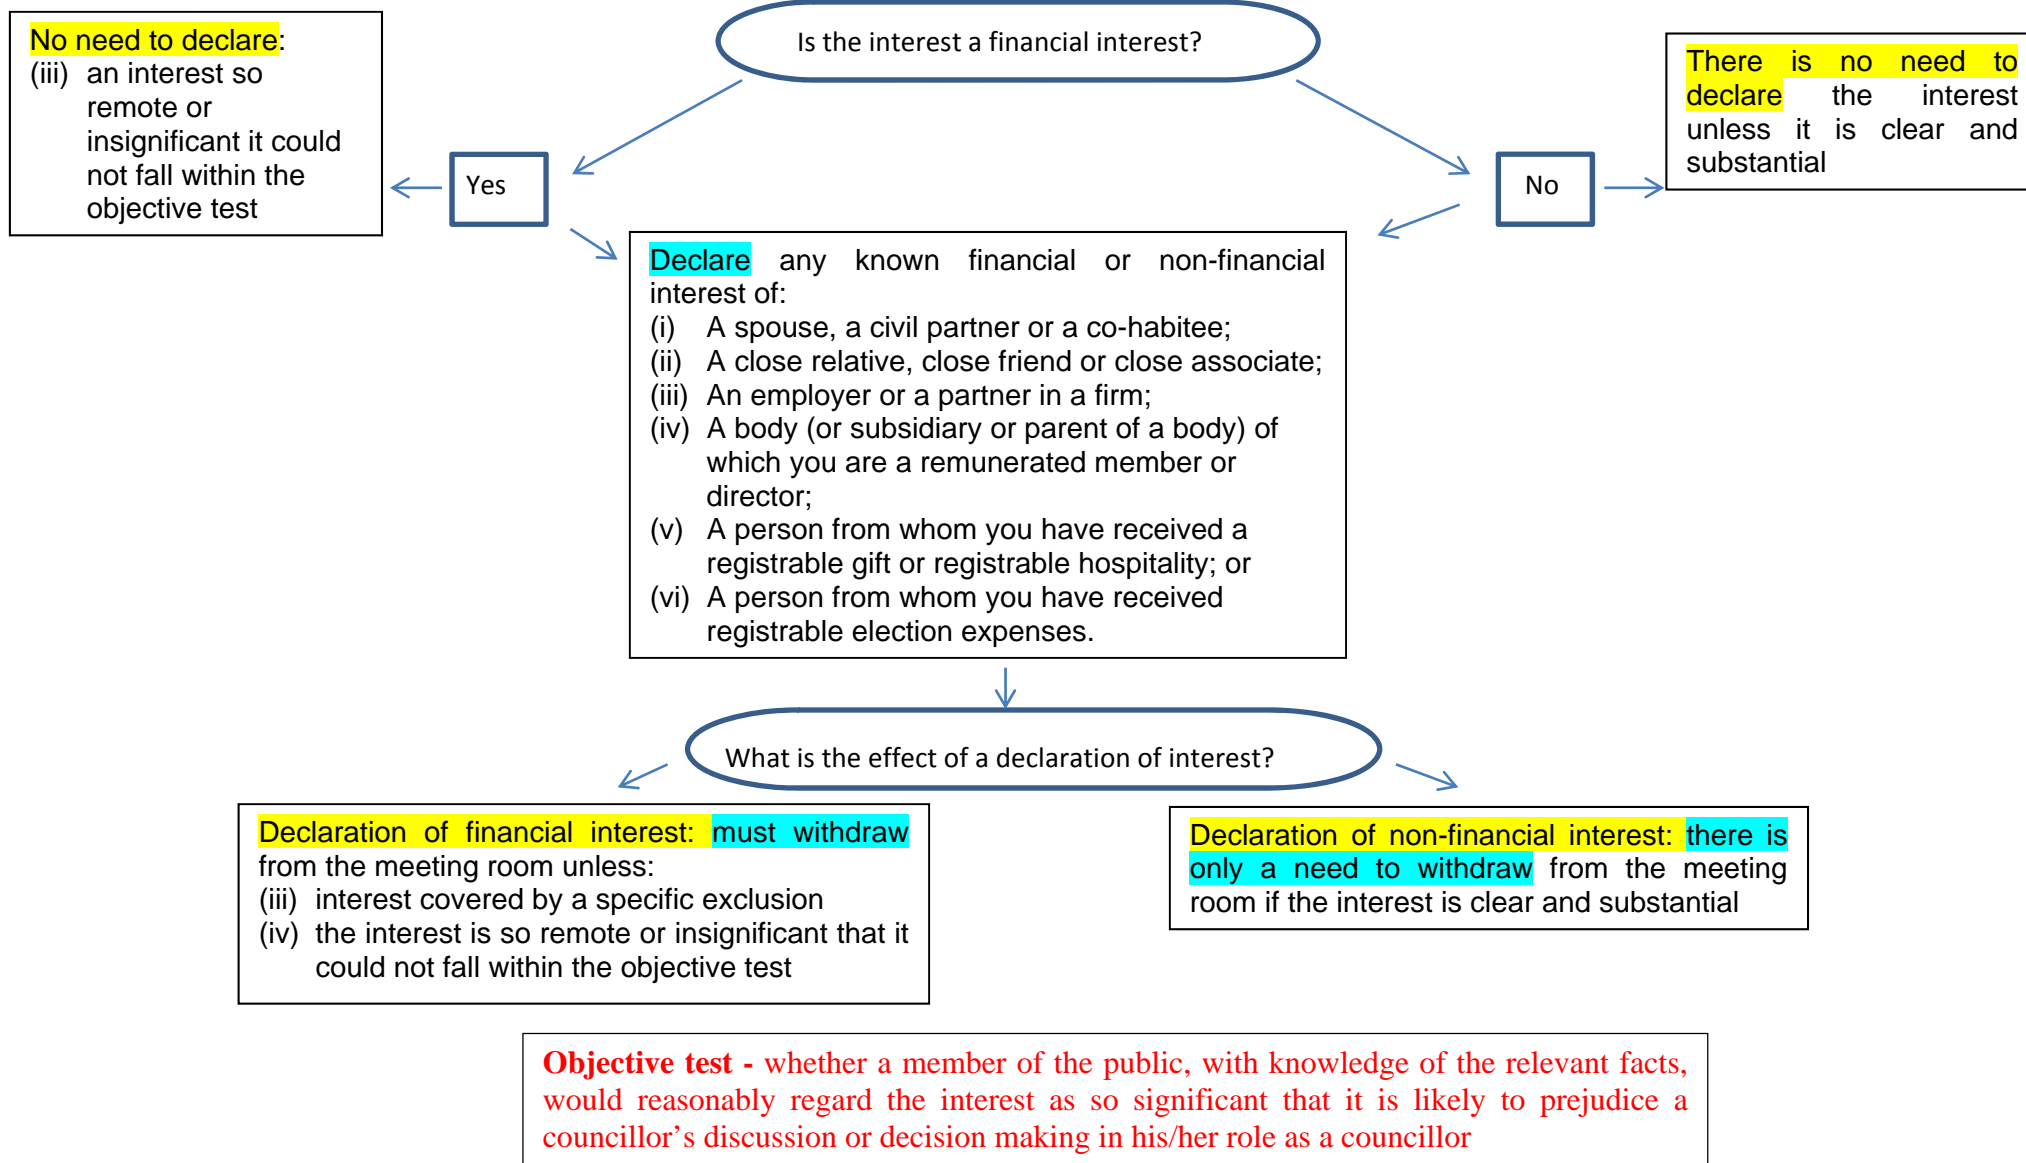 No need to declare:
(iii) an interest so
remote or
insignificant it could
not fall within the
objective test
Is the interest a financial interest?
There is no need to
declare the interest
unless it is clear and
substantial
Yes
No
Declare any known financial or non-financial
interest of:
(i) A spouse, a civil partner or a co-habitee;
(ii) A close relative, close friend or close associate;
(iii) An employer or a partner in a firm;
(iv) A body (or subsidiary or parent of a body) of
which you are a remunerated member or
director;
(v) A person from whom you have received a
registrable gift or registrable hospitality; or
(vi) A person from whom you have received
registrable election expenses.
What is the effect of a declaration of interest?
Declaration of financial interest: must withdraw
from the meeting room unless:
(iii) interest covered by a specific exclusion
(iv) the interest is so remote or insignificant that it
could not fall within the objective test
Declaration of non-financial interest: there is
only a need to withdraw from the meeting
room if the interest is clear and substantial
Objective test - whether a member of the public, with knowledge of the relevant facts,
would reasonably regard the interest as so significant that it is likely to prejudice a
councillor’s discussion or decision making in his/her role as a councillor